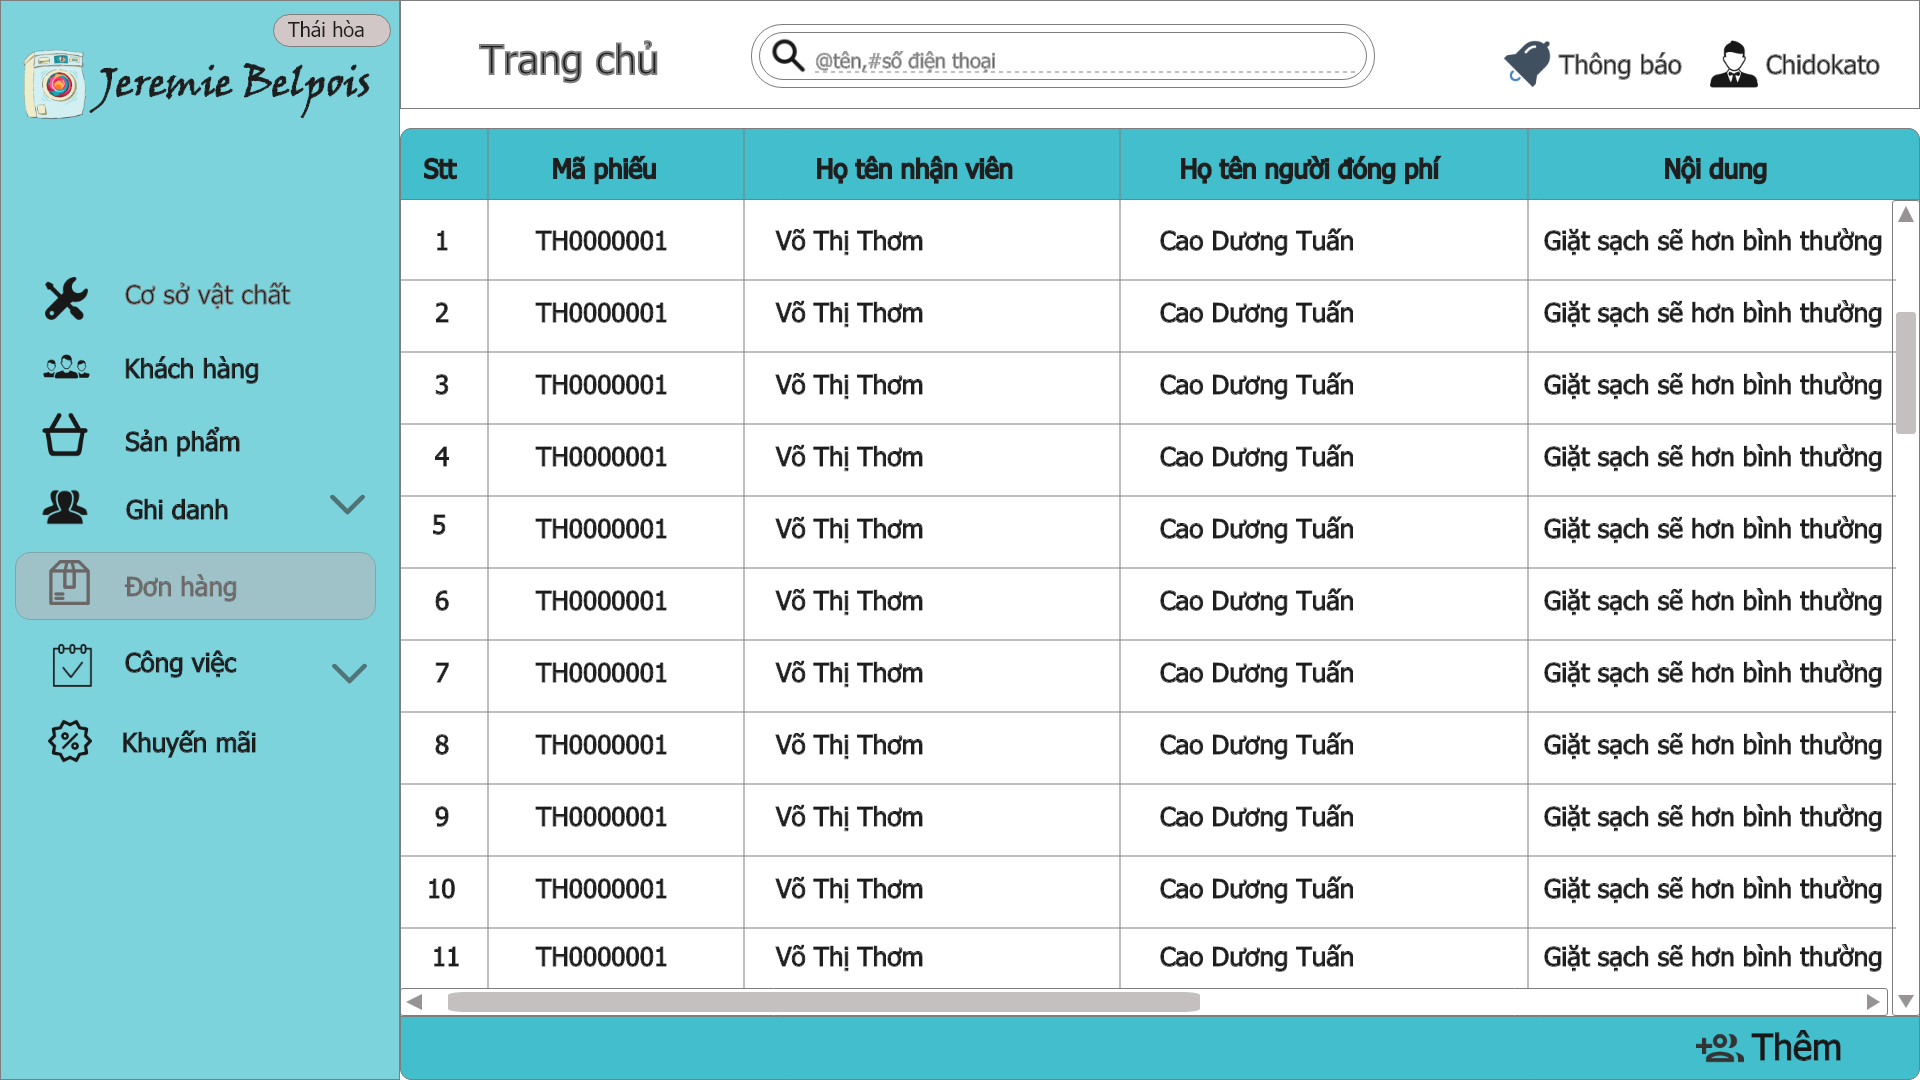 Thái hòa
Jeremie Belpois
Cơ sở vật chất
Khách hàng
Sản phẩm
Ghi danh
Đơn hàng
Công việc
Khuyến mãi
Trang chủ
@tên,#số điện thoại
Thông báo
Chidokato
Stt Mã phiếu Họ tên nhận viên Họ tên người đóng phí Nội dung
1 TH0000001 Võ Thị Thơm Cao Dương Tuấn Giặt sạch sẽ hơn bình thường
2 TH0000001 Võ Thị Thơm Cao Dương Tuấn Giặt sạch sẽ hơn bình thường
3 TH0000001 Võ Thị Thơm Cao Dương Tuấn Giặt sạch sẽ hơn bình thường
4 TH0000001 Võ Thị Thơm Cao Dương Tuấn Giặt sạch sẽ hơn bình thường
5 TH0000001 Võ Thị Thơm Cao Dương Tuấn Giặt sạch sẽ hơn bình thường
6 TH0000001 Võ Thị Thơm Cao Dương Tuấn Giặt sạch sẽ hơn bình thường
7 TH0000001 Võ Thị Thơm Cao Dương Tuấn Giặt sạch sẽ hơn bình thường
8 TH0000001 Võ Thị Thơm Cao Dương Tuấn Giặt sạch sẽ hơn bình thường
9 TH0000001 Võ Thị Thơm Cao Dương Tuấn Giặt sạch sẽ hơn bình thường
10 TH0000001 Võ Thị Thơm Cao Dương Tuấn Giặt sạch sẽ hơn bình thường
11 TH0000001 Võ Thị Thơm Cao Dương Tuấn Giặt sạch sẽ hơn bình thường
Thêm